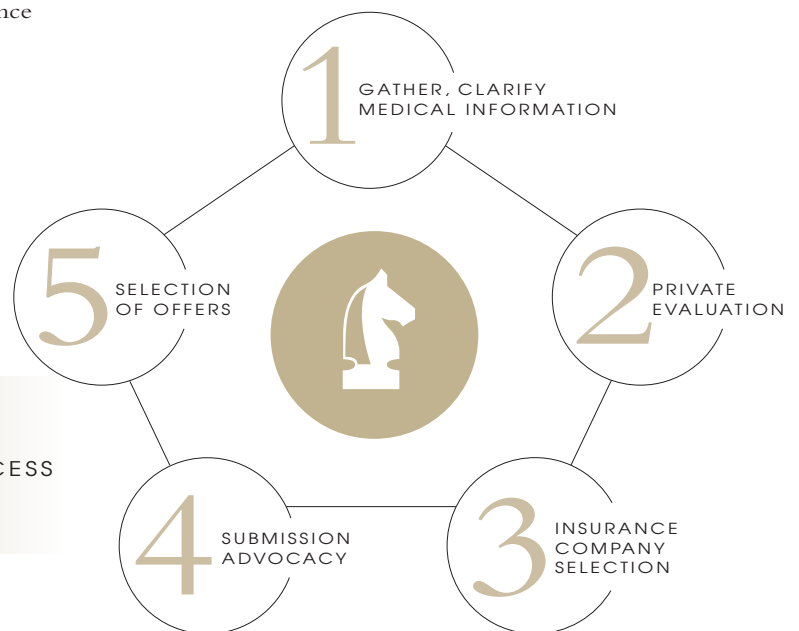 nce
1
GATHER, CLARIFY
MEDICAL INFORMATION
2
PRIVATE
EVALUATION
3
INSURANCE
COMPANY
SELECTION
4
SUBMISSION
ADVOCACY
5
SELECTION
OF OFFERS
CESS